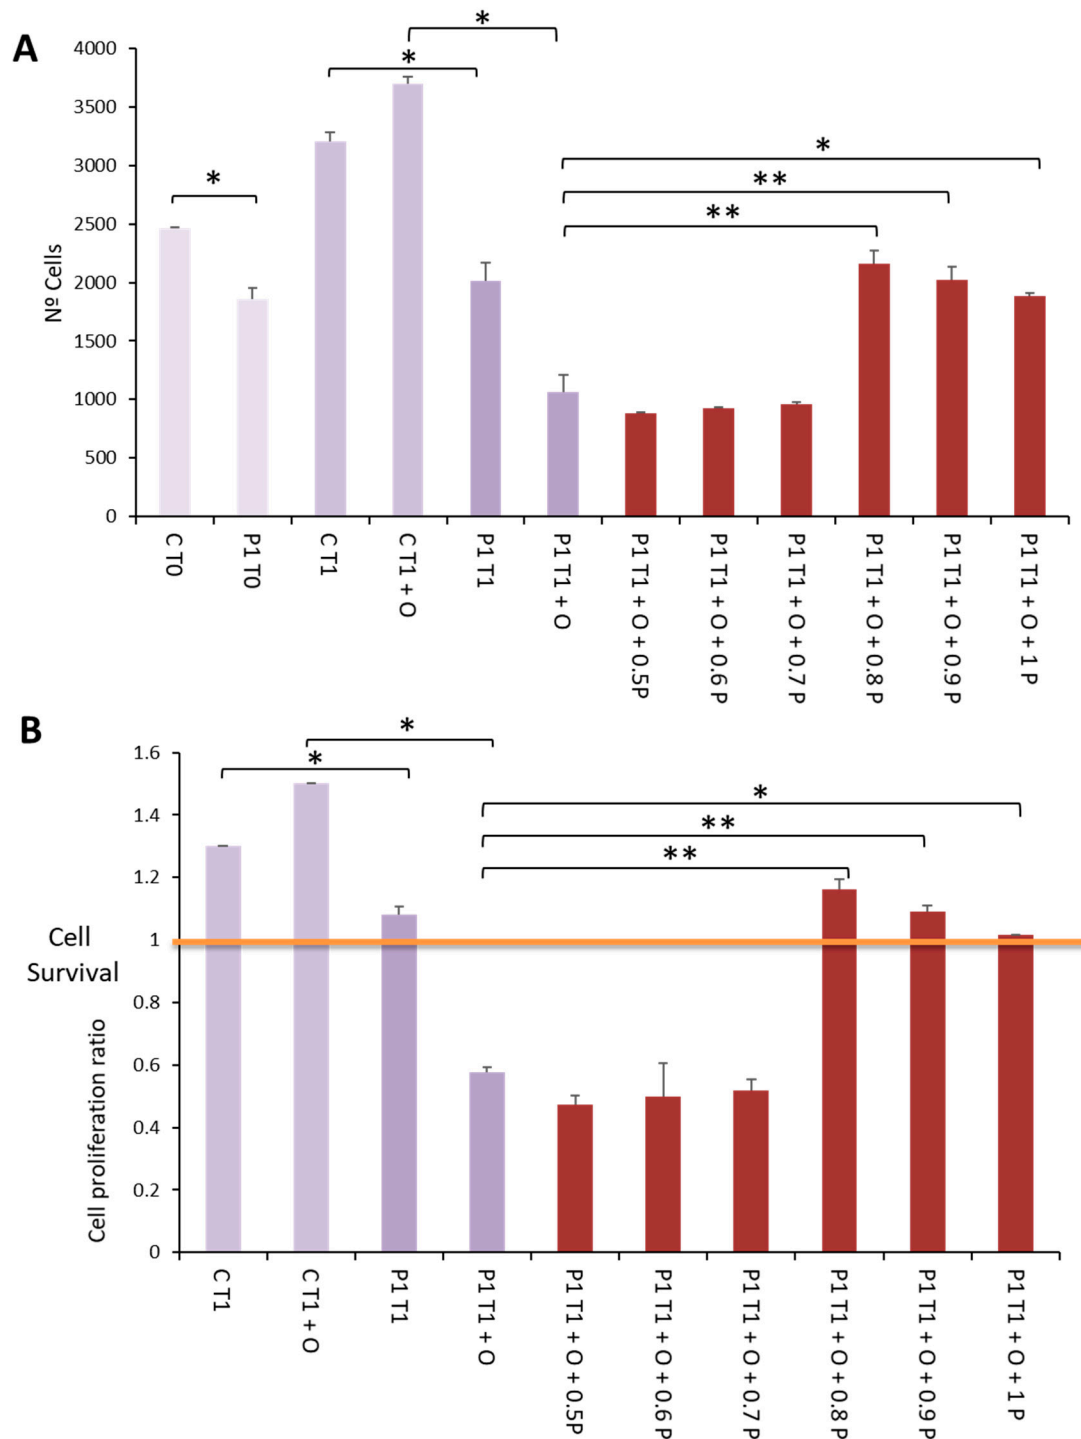 A
*
4000
*
3500
3000
*
*
**
2500
**
2000
1500
1000
500
0
Nº Cells
C T0
P1 T0
C T1
C T1 + O
P1 T1
P1 T1 + O
P1 T1 + O + 0.5P
P1 T1 + O + 0.6 P
P1 T1 + O + 0.7 P
P1 T1 + O + 0.8 P
P1 T1 + O + 0.9 P
P1 T1 + O + 1 P
B
*
1.6
*
*
1.4
**
**
1.2
Cell
1
Survival
0.8
0.6
0.4
0.2
0
Cell proliferation ratio
C T1
C T1 + O
P1 T1
P1 T1 + O
P1 T1 + O + 0.5P
P1 T1 + O + 0.6 P
P1 T1 + O + 0.7 P
P1 T1 + O + 0.8 P
P1 T1 + O + 0.9 P
P1 T1 + O + 1 P